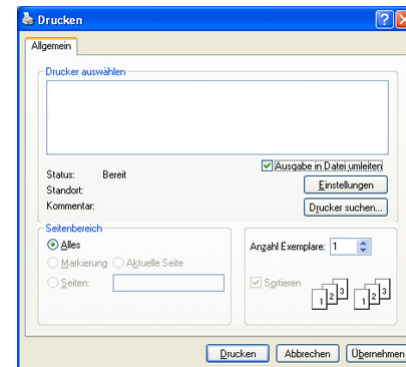 Drucken
Allgemein
Drucker auswählen
Ausgabe in Datei umleiten
Status: Bereit
Standort:
Kommentar:
Einstellungen
Drucker suchen...
Seitenbereich
Alles
Markierung Aktuelle Seite
Seiten:
Anzahl Exemplare: 1
Sortieren
1 2 3 1 2 3
Drucken Abbrechen Übernehmen